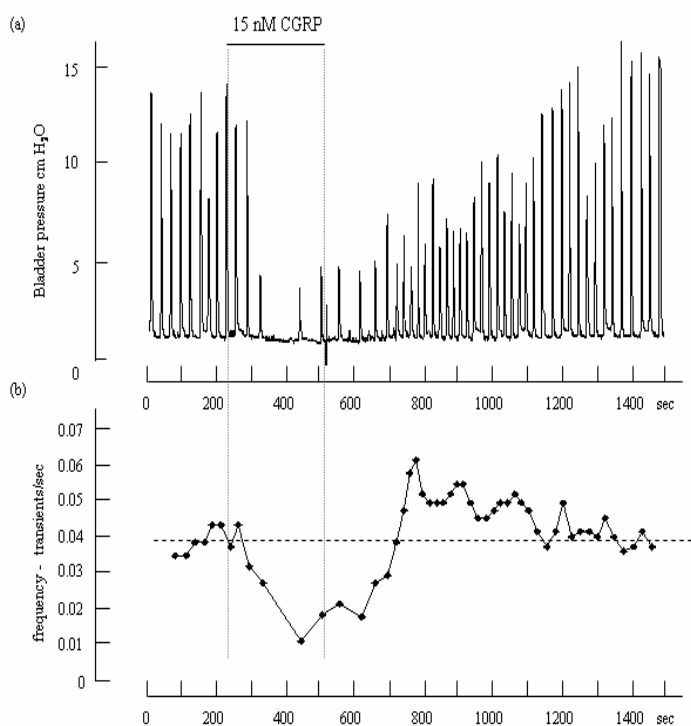 (a)
15 nM CGRP
15
10
5
0
Bladder pressure cm H₂O
0 200 400 600 800 1000 1200 1400 sec
(b)
0.07
0.06
0.05
0.04
0.03
0.02
0.01
0
frequency - transients/sec
0 200 400 600 800 1000 1200 1400 sec